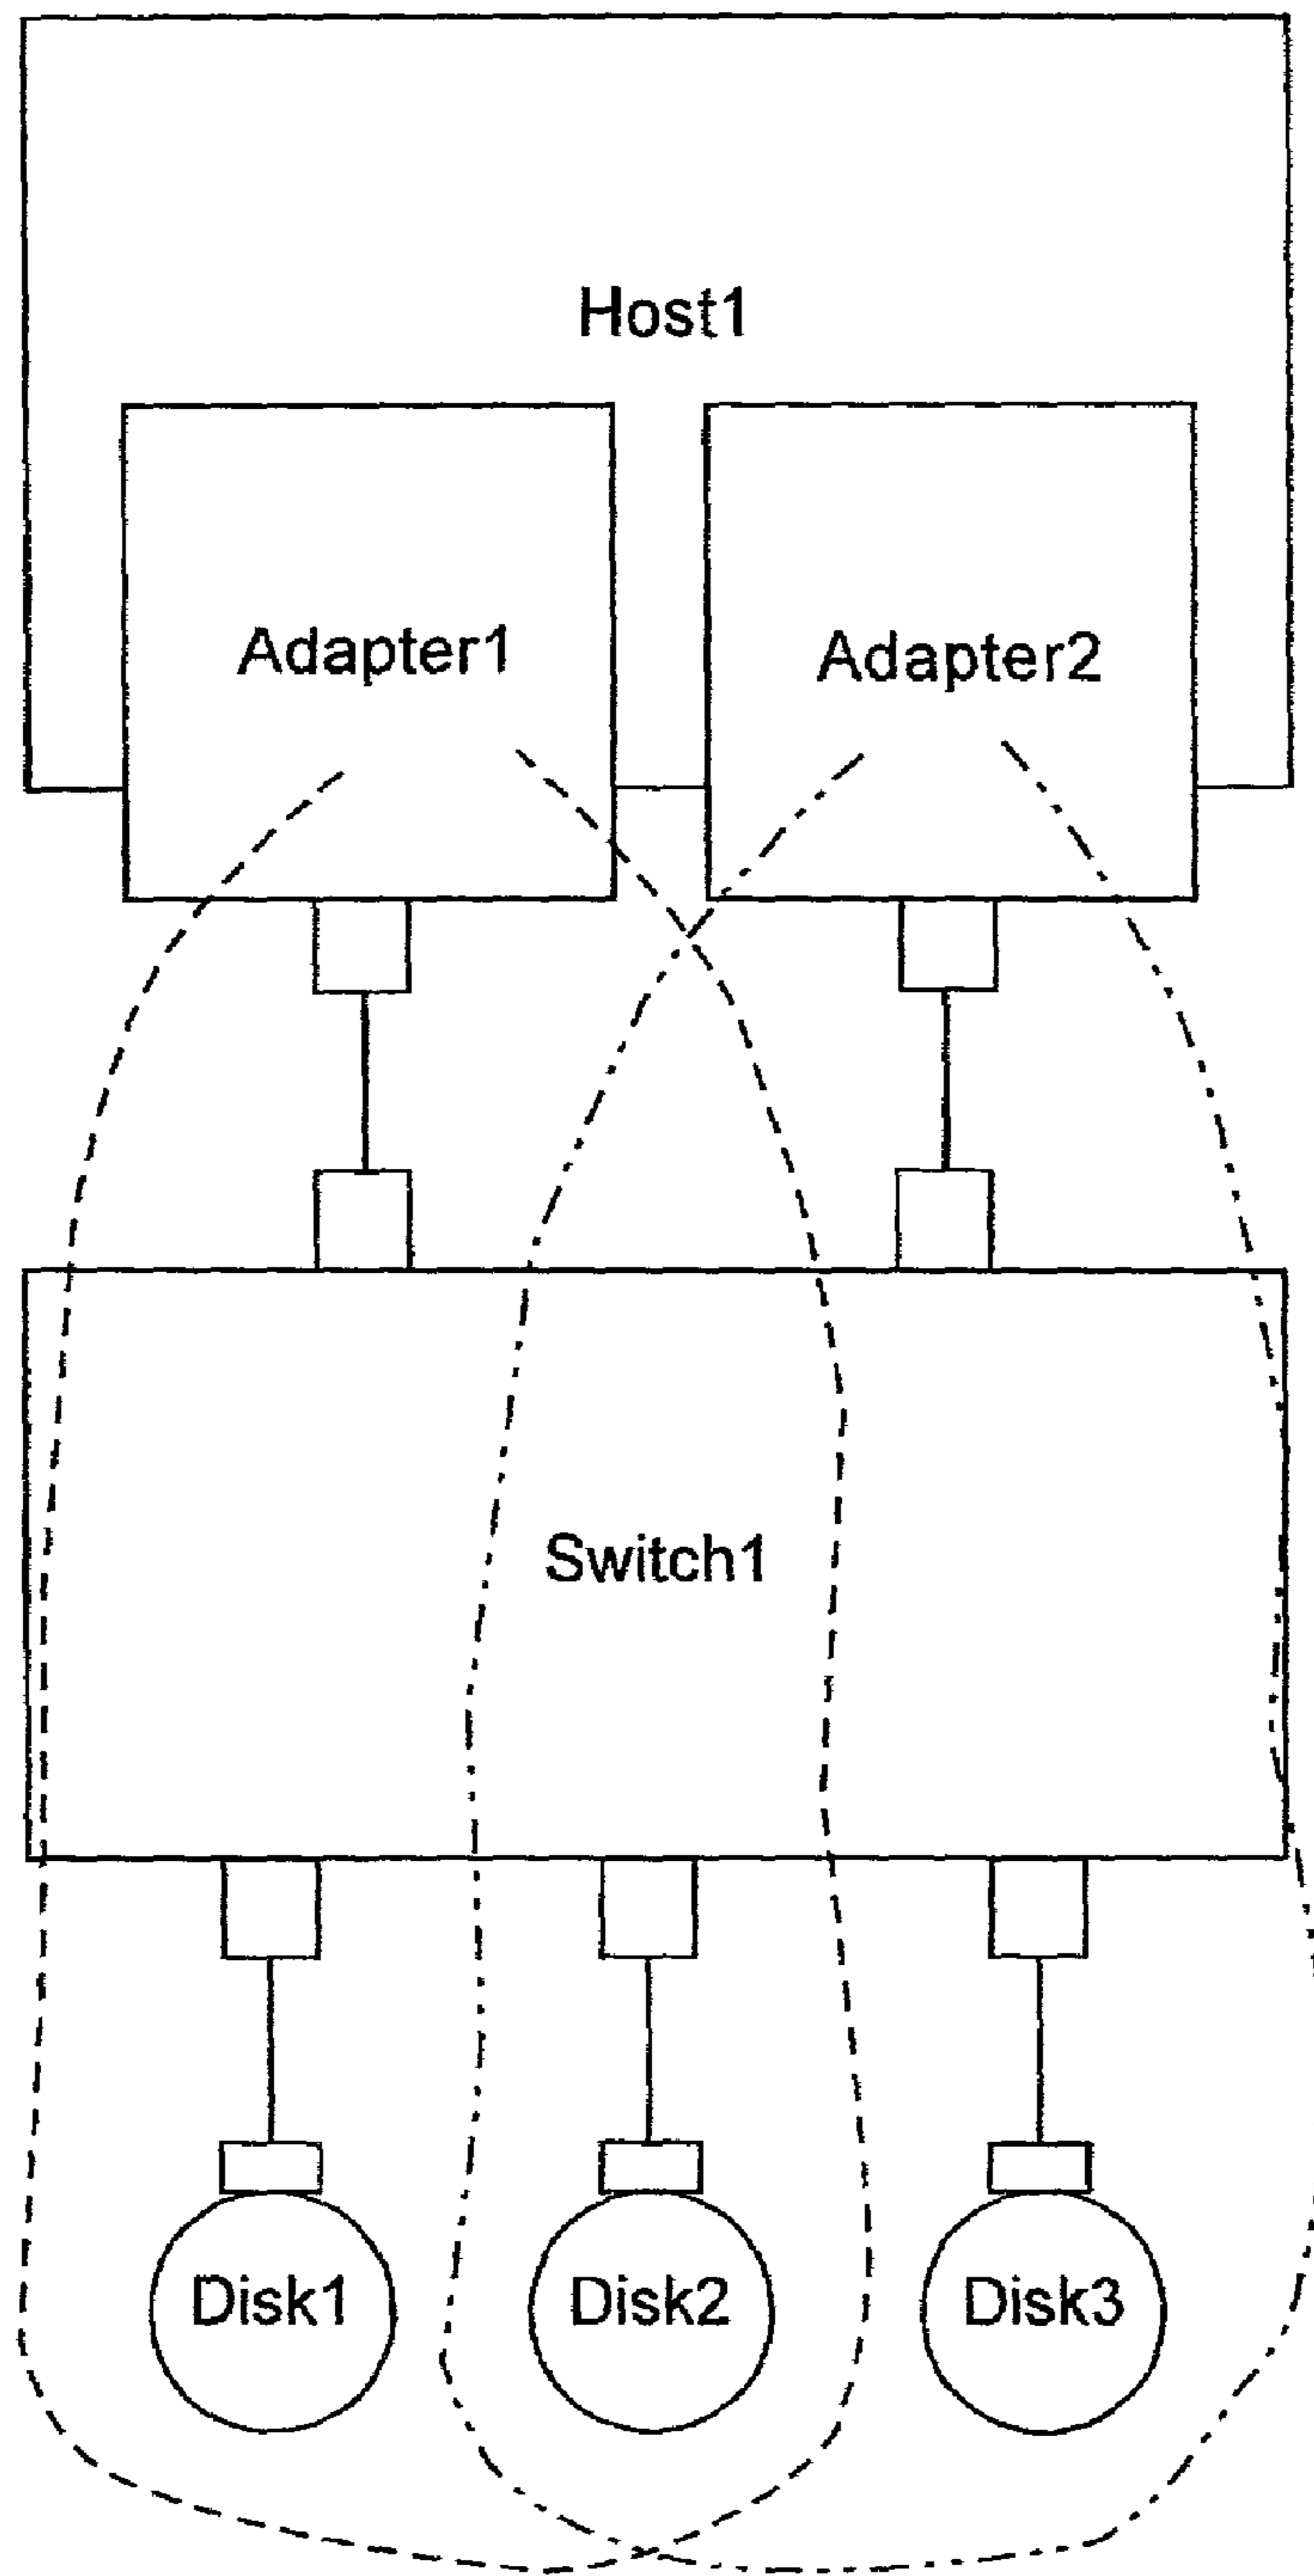 Host1
Adapter1
Adapter2
Switch1
Disk1
Disk2
Disk3